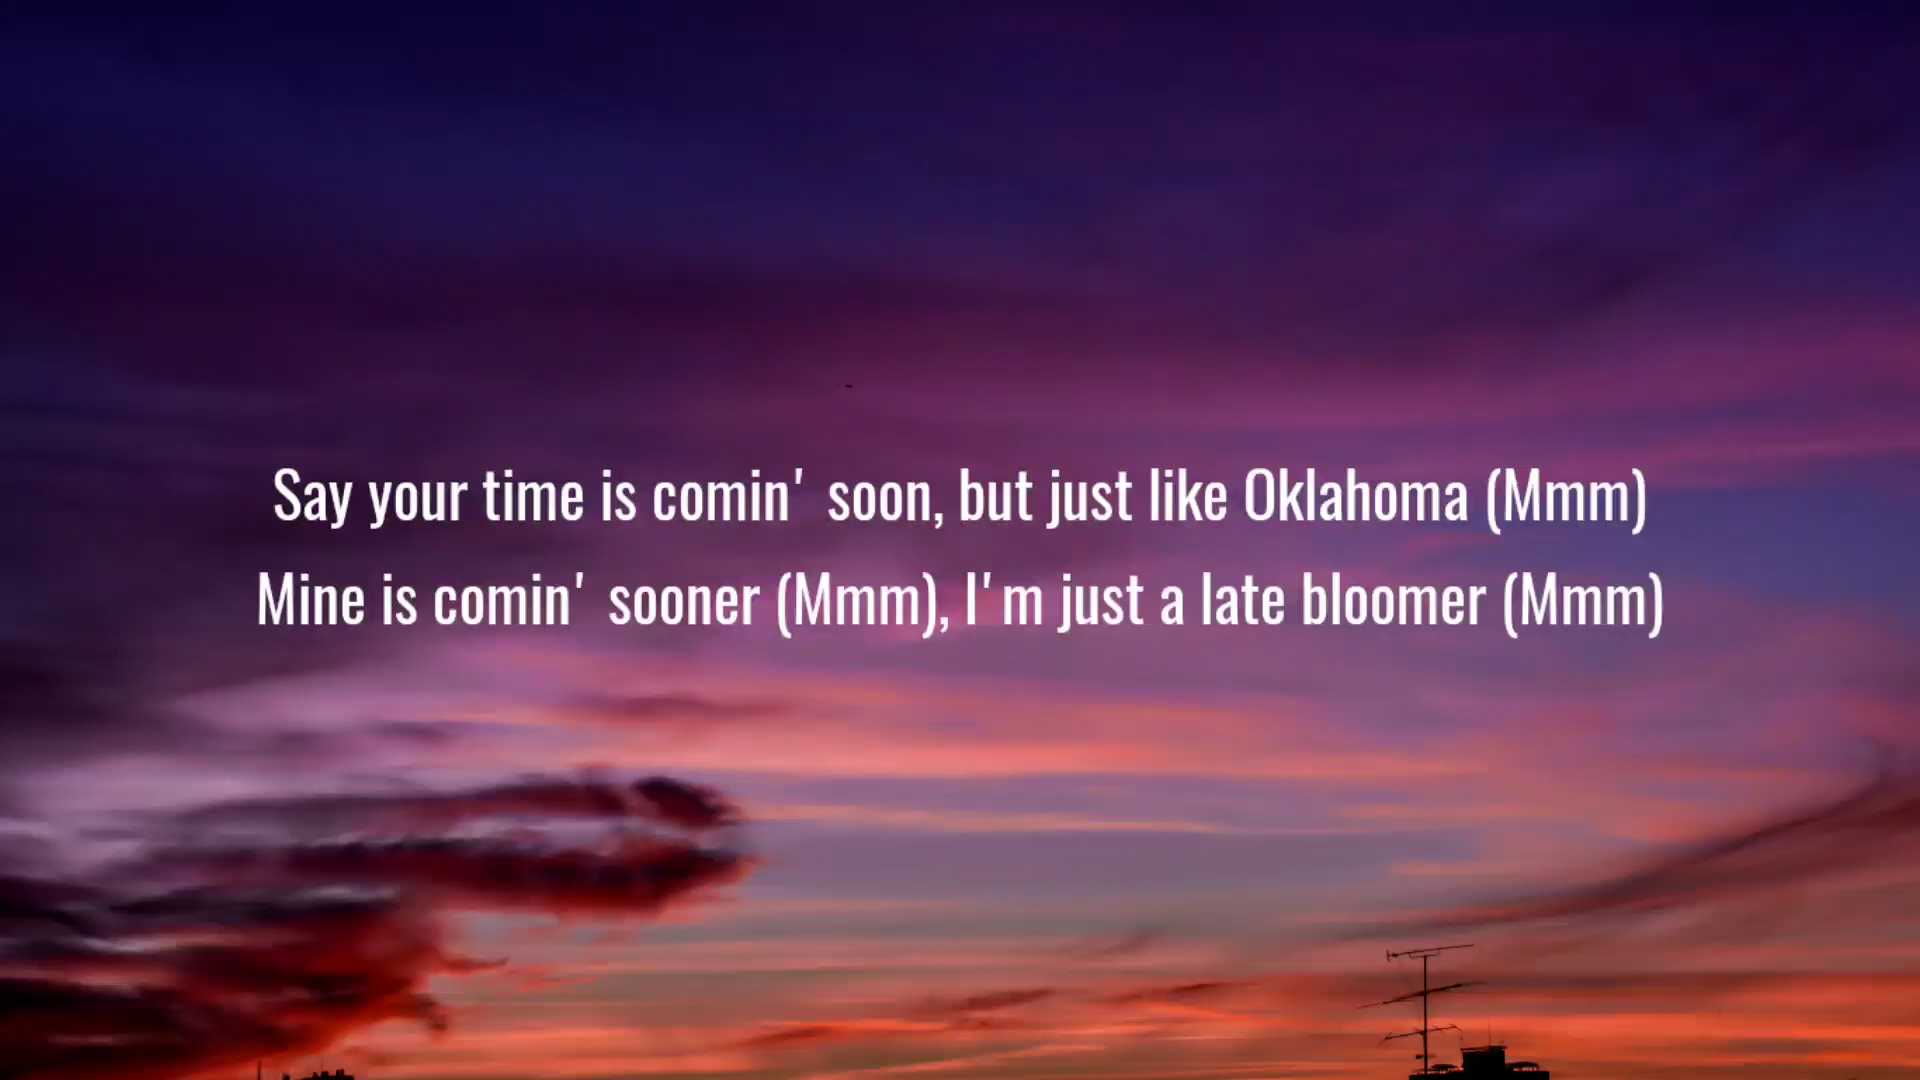 Say your time is comin' soon, but just like Oklahoma (Mmm)
Mine is comin' sooner (Mmm), I'm just a late bloomer (Mmm)